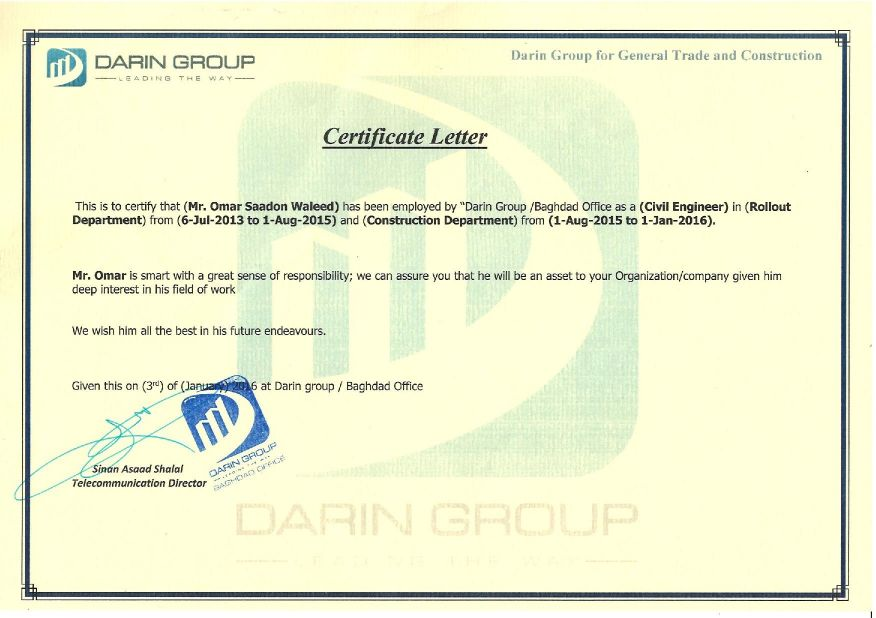 DARIN GROUP
LEADING THE WAY
Darin Group for General Trade and Construction
Certificate Letter
This is to certify that (Mr. Omar Saadon Waleed) has been employed by "Darin Group /Baghdad Office as a (Civil Engineer) in (Rollout
Department) from (6-Jul-2013 to 1-Aug-2015) and (Construction Department) from (1-Aug-2015 to 1-Jan-2016).
Mr. Omar is smart with a great sense of responsibility; we can assure you that he will be an asset to your Organization/company given him
deep interest in his field of work
We wish him all the best in his future endeavours.
Given this on (3rd) of (January) 2016 at Darin group / Baghdad Office
DARIN GROUP
LEADING THE WAY
BAGHDAD OFFICE
Sinan Asaad Shalal
Telecommunication Director
DARIN GROUP
LEADING THE WAY